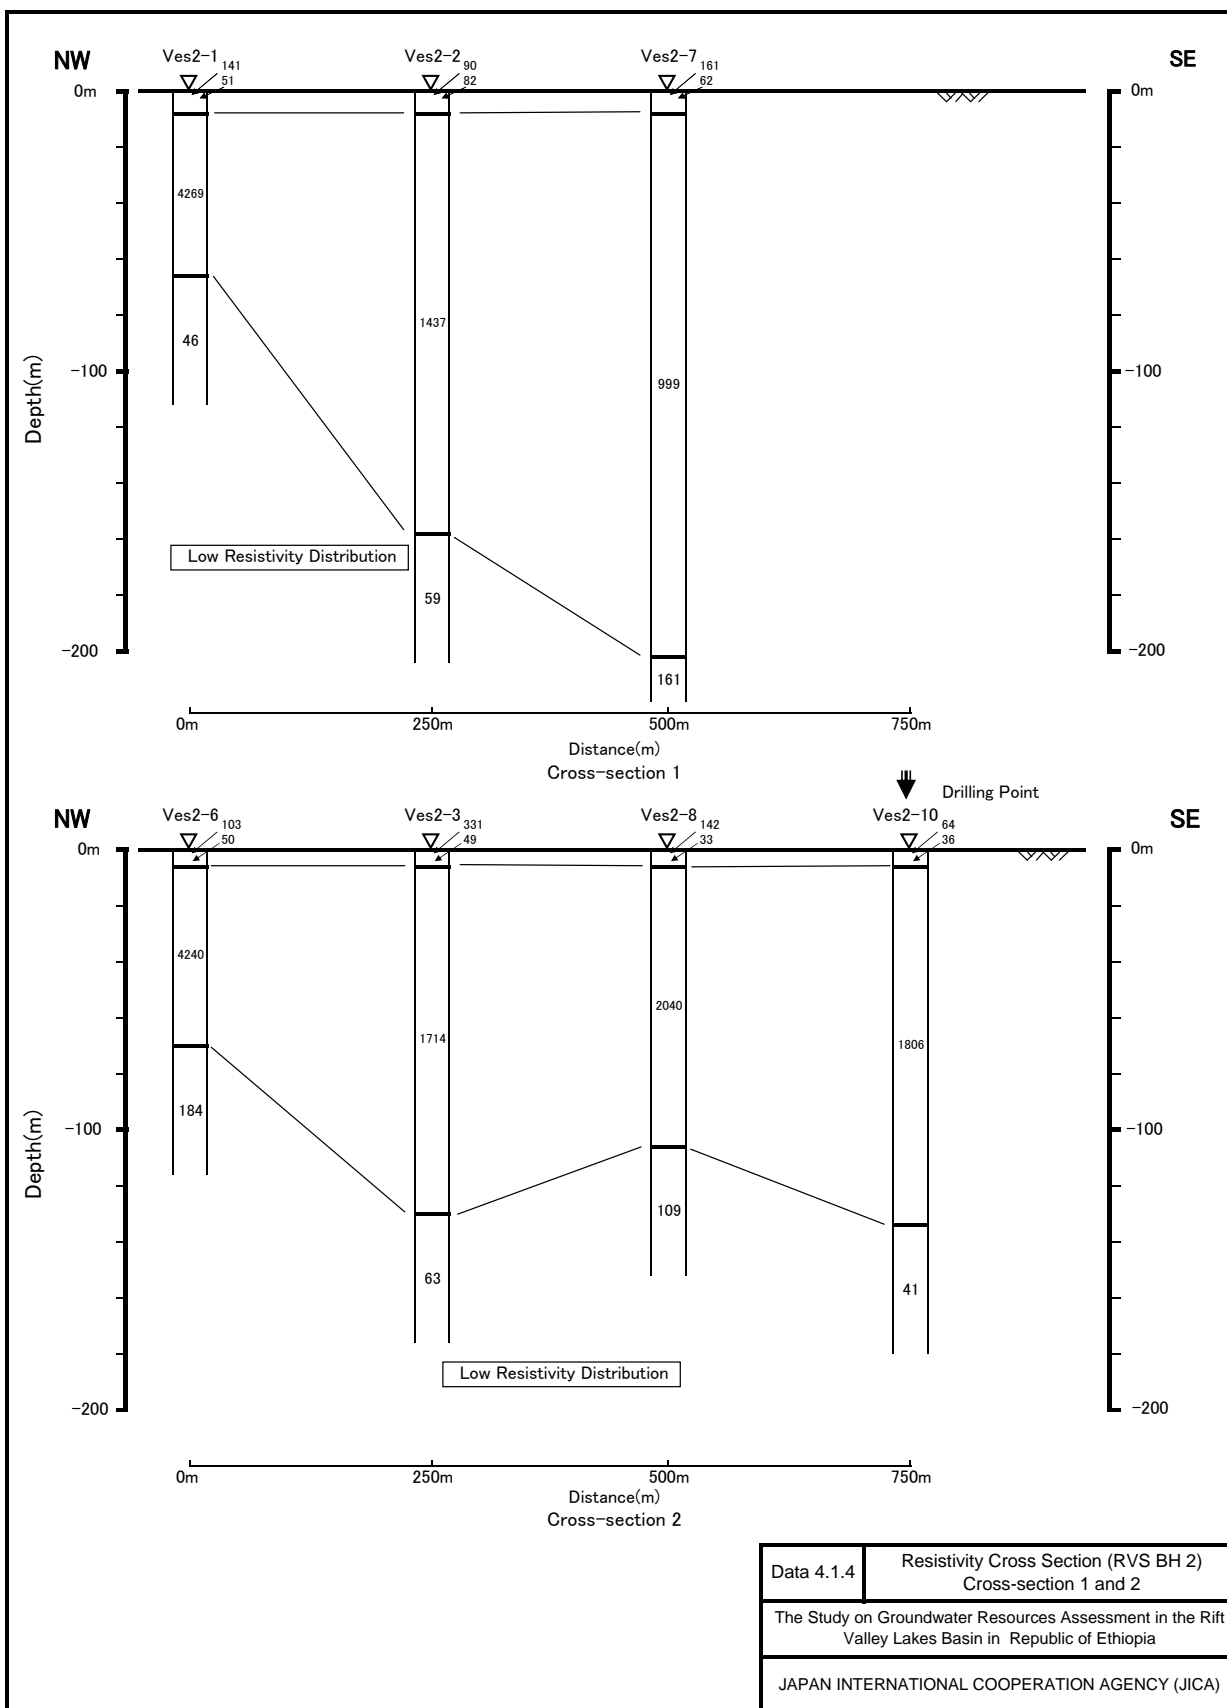 NW
Ves2-1
141
51
Ves2-2
90
82
Ves2-7
161
62
SE
0m
0m
4269
1437
46
-100
999
-100
Depth(m)
Low Resistivity Distribution
59
-200
161
-200
0m
250m
500m
750m
Distance(m)
Cross-section 1
Drilling Point
NW
Ves2-6
103
50
Ves2-3
331
49
Ves2-8
142
33
Ves2-10
64
36
SE
0m
0m
4240
1714
2040
1806
184
-100
-100
Depth(m)
109
63
41
Low Resistivity Distribution
-200
-200
0m
250m
500m
750m
Distance(m)
Cross-section 2
Data 4.1.4
Resistivity Cross Section (RVS BH 2)
Cross-section 1 and 2
The Study on Groundwater Resources Assessment in the Rift
Valley Lakes Basin in Republic of Ethiopia
JAPAN INTERNATIONAL COOPERATION AGENCY (JICA)